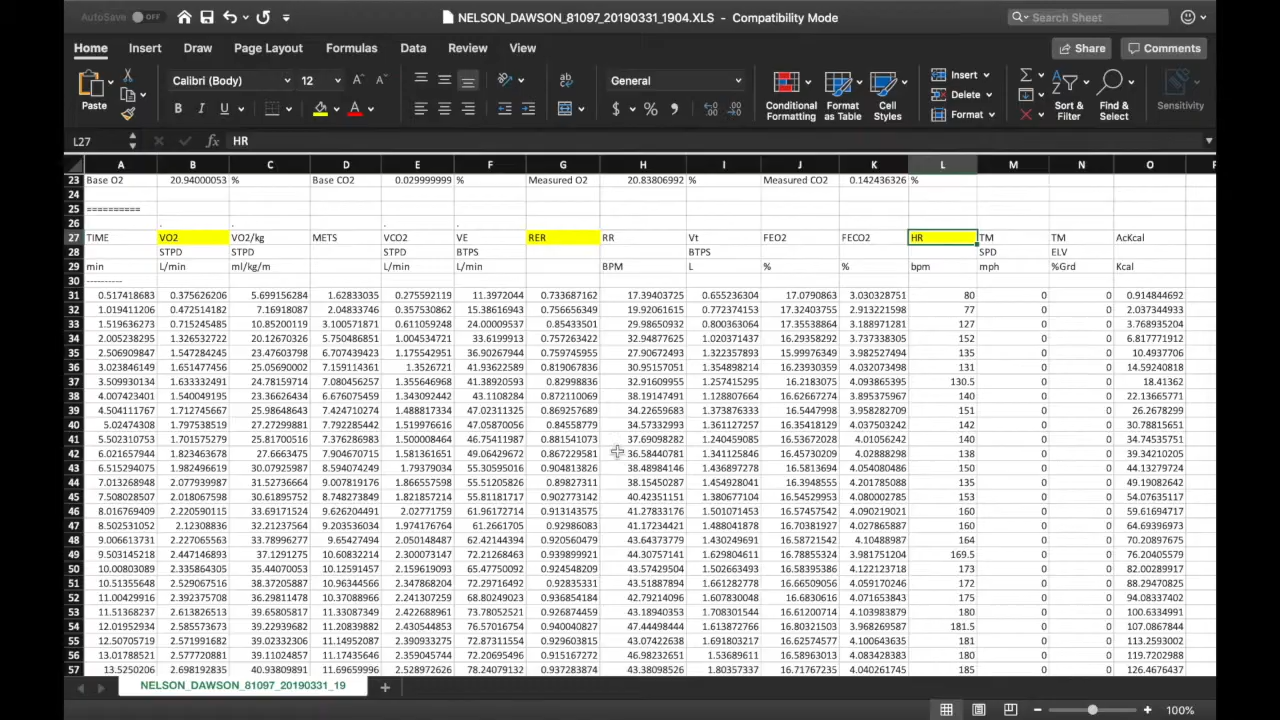 AutoSave OFF NELSON_DAWSON_81097_20190331_1904.XLS - Compatibility Mode Search Sheet
Home Insert Draw Page Layout Formulas Data Review View Share Comments
Paste Calibri (Body) 12 General Conditional Formatting Format as Table Cell Styles Insert Delete Format Sort & Filter Find & Select Sensitivity
L27 fx HR
A B C D E F G H I J K L M N O P
23 Base O2 20.94000053 % Base CO2 0.029999999 % Measured O2 20.83806992 % Measured CO2 0.142436326 %
24
25 ==========
26 . . . .
27 TIME VO2 VO2/kg METS VCO2 VE RER RR Vt FEO2 FECO2 HR TM TM AcKcal
28 STPD STPD STPD BTPS BTPS SPD ELV
29 min L/min ml/kg/m L/min L/min BPM L % % bpm mph %Grd Kcal
30 ----------
31 0.517418683 0.375626206 5.699156284 1.62833035 0.275592119 11.3972044 0.733687162 17.39403725 0.655236304 17.0790863 3.030328751 80 0 0 0.914844692
32 1.019411206 0.472514182 7.16918087 2.04833746 0.357530862 15.38616943 0.756656349 19.92062615 0.772374153 17.32403755 2.913221598 77 0 0 2.037344933
33 1.519636273 0.715245485 10.85200119 3.100571871 0.611059248 24.00009537 0.85433501 29.98650932 0.800363064 17.35538864 3.188971281 127 0 0 3.768935204
34 2.005238295 1.326532722 20.12670326 5.750486851 1.004534721 33.6199913 0.757263422 32.94877625 1.020371437 16.29358292 3.737338305 152 0 0 6.817771912
35 2.506909847 1.547284245 23.47603798 6.707439423 1.175542951 36.90267944 0.759745955 27.90672493 1.322357893 15.99976349 3.982527494 135 0 0 10.4937706
36 3.023846149 1.651477456 25.05690002 7.159114361 1.3526721 41.93622589 0.819067836 30.95157051 1.354898214 16.23930359 4.032073498 131 0 0 14.59240818
37 3.509930134 1.633332491 24.78159714 7.080456257 1.355646968 41.38920593 0.82998836 32.91609955 1.257415295 16.2183075 4.093865395 130.5 0 0 18.41362
38 4.007423401 1.540049195 23.36626434 6.676075459 1.343092442 43.1108284 0.872110069 38.19147491 1.128807664 16.62667274 3.895375967 140 0 0 22.13665771
39 4.504111767 1.712745667 25.98648643 7.424710274 1.488817334 47.02311325 0.869257689 34.22659683 1.373876333 16.5447998 3.958282709 151 0 0 26.2678299
40 5.02474308 1.797538519 27.27299881 7.792285442 1.519976616 47.05870056 0.84558779 34.57332993 1.361127257 16.37148094 4.037503242 142 0 0 30.78815651
41 5.502310753 1.701575279 25.81700516 7.376286983 1.500008464 46.75411987 0.881541073 37.69098282 1.240459085 16.53672028 4.01056242 140 0 0 34.74535751
42 6.021657944 1.823463678 27.6667 3475 7.904670715 1.581361651 49.06429672 0.867229581 36.58440781 1.341125846 16.45730209 4.02888298 138 0 0 39.34210205
43 6.515294075 1.982496619 30.07925987 8.594074249 1.79379034 55.30595016 0.904813826 38.48984146 1.436897278 16.5813694 4.054080486 150 0 0 44.13729724
44 7.013268948 2.077939987 31.52736664 9.007819176 1.866557598 55.51205826 0.89827311 38.15450287 1.454928041 16.4735198 4.201785088 135 0 0 49.19082642
45 7.508028507 2.018067598 30.61895752 8.748273849 1.821857214 55.81181717 0.902773142 40.42351151 1.380677104 16.54529953 4.080002785 153 0 0 54.07635117
46 8.016769409 2.220590115 33.69171524 9.626204491 2.02771759 61.96172714 0.913143575 41.27833176 1.501071453 16.57457542 4.090219021 160 0 0 59.61694717
47 8.502531052 2.12308836 32.21237564 9.203536034 1.974176764 61.2661705 0.92986083 41.17234421 1.488041878 16.70381927 4.027865887 160 0 0 64.69396973
48 9.006613731 2.227065563 33.78996277 9.65427494 2.050148487 62.42144394 0.920560479 43.64373779 1.430249691 16.58721542 4.10488987 164 0 0 70.20897675
49 9.503145218 2.447146893 37.1291275 10.60832214 2.300073147 72.21268463 0.939899921 44.30757141 1.629804611 16.78855324 3.981751204 169.5 0 0 76.20405579
50 10.00803089 2.335864305 35.44070053 10.12591457 2.159619093 65.47750092 0.924548209 43.57429504 1.502663493 16.58395386 4.122123718 173 0 0 82.00289917
51 10.51355648 2.529067516 38.37205887 10.96344566 2.347868204 72.29716492 0.92835331 43.51887894 1.661282778 16.66509056 4.059170246 172 0 0 88.29470825
52 11.00429916 2.392375708 36.29811478 10.37088966 2.241307259 68.80249023 0.936854184 42.79214096 1.607830048 16.6830616 4.071653843 175 0 0 94.08337402
53 11.51368237 2.613826513 39.65805817 11.33087349 2.422688961 73.78052521 0.926874459 43.18940353 1.708301544 16.61200714 4.103983879 180 0 0 100.6334991
54 12.01952934 2.585573673 39.22939682 11.20839882 2.430544853 76.57016754 0.940040827 47.44498444 1.613872766 16.80321503 3.968269587 181.5 0 0 107.0867844
55 12.50705719 2.571991682 39.02332306 11.14952087 2.390933275 72.87311554 0.929603815 43.07422638 1.691803217 16.62574577 4.100643635 181 0 0 113.2593002
56 13.01788521 2.577720881 39.11024857 11.17435646 2.359045744 72.20695496 0.915167272 46.98232651 1.53689611 16.58963013 4.083428380 180 0 0 119.7202988
57 13.5250206 2.698192835 40.93809891 11.69659996 2.528972626 78.24079132 0.937283874 43.38098526 1.80357337 16.71767235 4.040261745 185 0 0 126.4676437
NELSON_DAWSON_81097_20190331_19
100%